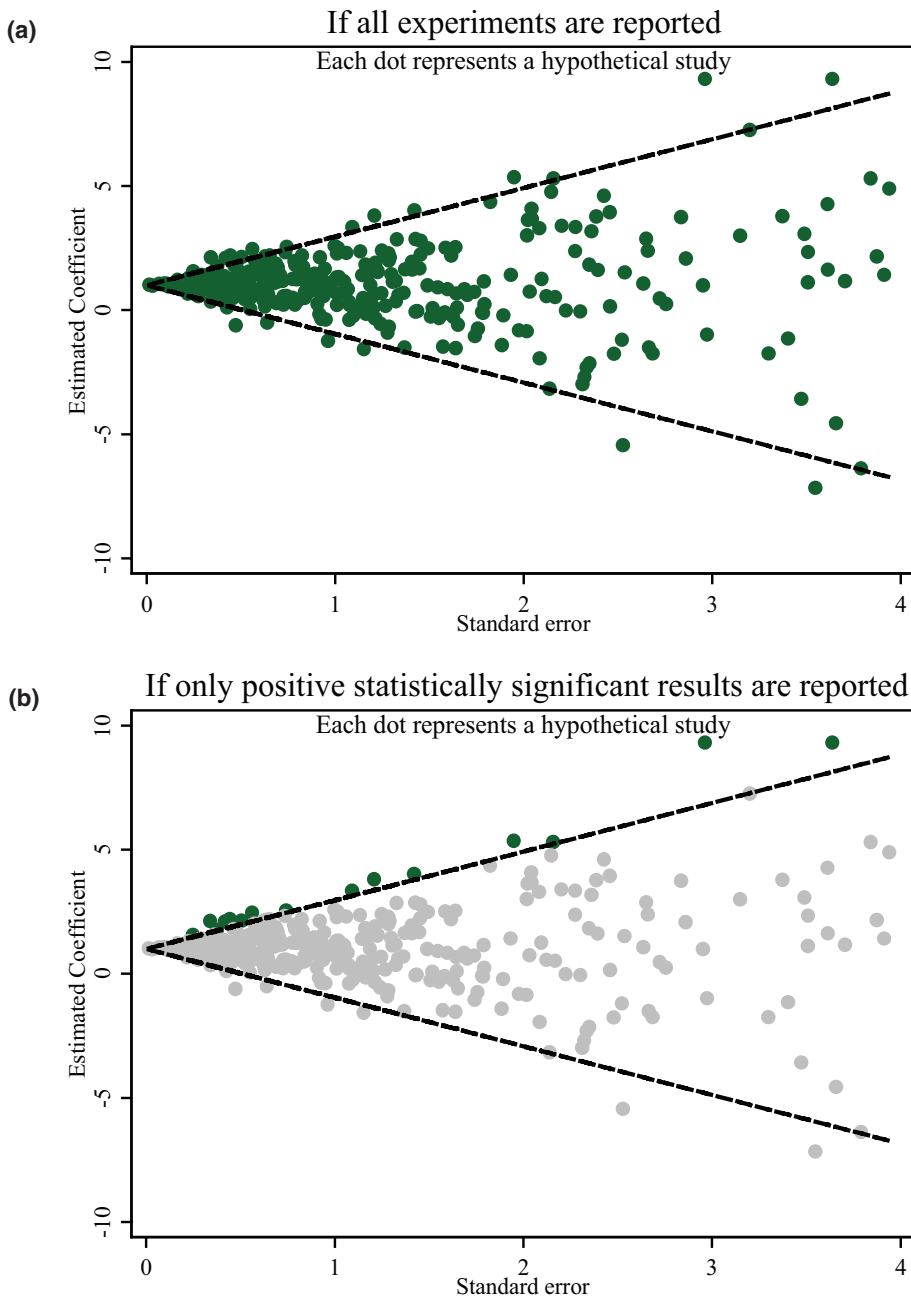 (a)
If all experiments are reported
Each dot represents a hypothetical study
10
5
0
-5
-10
Estimated Coefficient
0 1 2 3 4
Standard error
(b)
If only positive statistically significant results are reported
Each dot represents a hypothetical study
10
5
0
-5
-10
Estimated Coefficient
0 1 2 3 4
Standard error